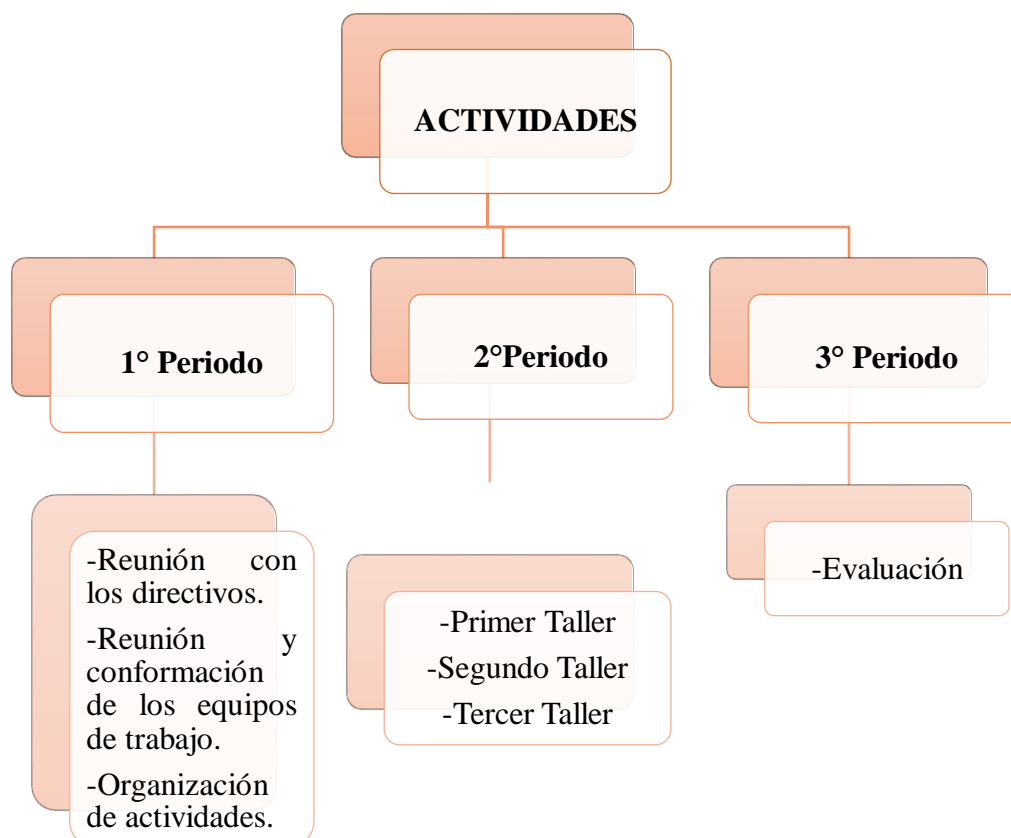 ACTIVIDADES
1° Periodo
2°Periodo
3° Periodo
-Reunión con
los directivos.
-Reunión y
conformación
de los equipos
de trabajo.
-Organización
de actividades.
-Primer Taller
-Segundo Taller
-Tercer Taller
-Evaluación